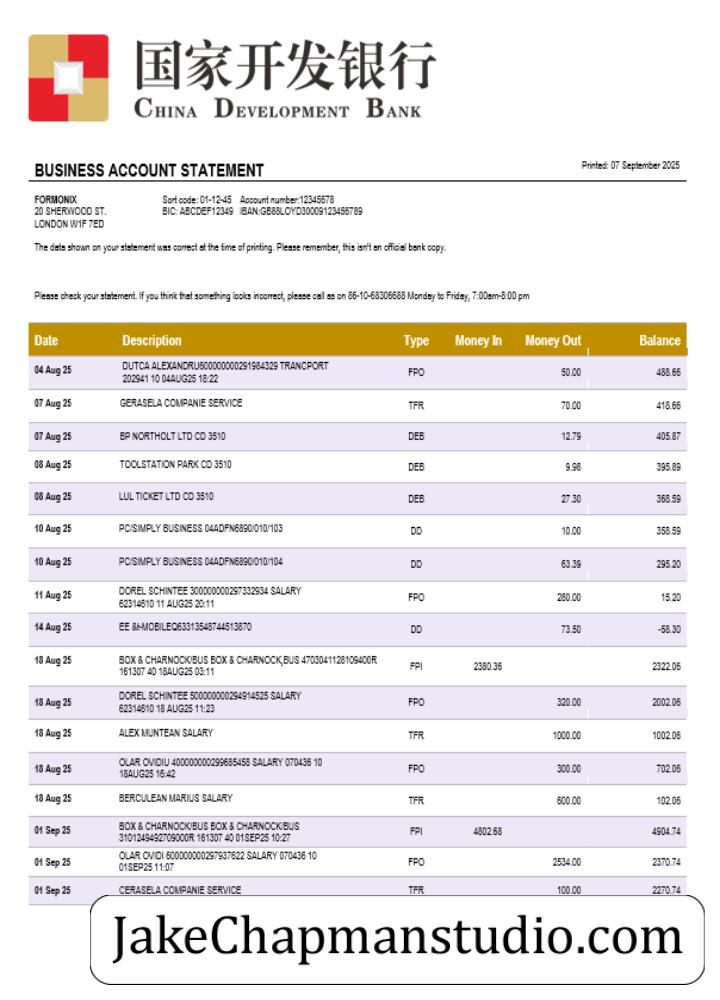 国家开发银行
CHINA DEVELOPMENT BANK
BUSINESS ACCOUNT STATEMENT
Printed: 07 September 2025
FORMONIX
20 SHERWOOD ST.
LONDON W1F 7ED
Sort code: 01-12-45 Account number:12345678
BIC: ABCDEF12349 IBAN:GB88LOYD30009123456789
The data shown on your statement was correct at the time of printing. Please remember, this isn't an official bank copy.
Please check your statement. If you think that something looks incorrect, please call as on 86-10-68306688 Monday to Friday, 7:00am-8:00 pm
Date Description Type Money In Money Out Balance
04 Aug 25 DUTCA ALEXANDRU600000000291984329 TRANCPORT FPO 50.00 488.66
202941 10 04AUG25 18:22
07 Aug 25 GERASELA COMPANIE SERVICE TFR 70.00 418.66
07 Aug 25 BP NORTHOLT LTD CD 3510 DEB 12.79 405.87
08 Aug 25 TOOLSTATION PARK CD 3510 DEB 9.98 395.89
08 Aug 25 LUL TICKET LTD CD 3510 DEB 27.30 368.59
10 Aug 25 PC/SIMPLY BUSINESS 04ADFN6890/010/103 DD 10.00 358.59
10 Aug 25 PC/SIMPLY BUSINESS 04ADFN6890/010/104 DD 63.39 295.20
11 Aug 25 DOREL SCHINTEE 300000000297332934 SALARY FPO 280.00 15.20
62314610 11 AUG25 20:11
14 Aug 25 EE &I-MOBILEQ63313548744513870 DD 73.50 -58.30
18 Aug 25 BOX & CHARNOCK/BUS BOX & CHARNOCK,BUS 4703041128109400R FPI 2380.36 2322.06
161307 40 18AUG25 03:11
18 Aug 25 DOREL SCHINTEE 500000000294914525 SALARY FPO 320.00 2002.06
62314610 18 AUG25 11:23
18 Aug 25 ALEX MUNTEAN SALARY TFR 1000.00 1002.06
18 Aug 25 OLAR OVIDIU 400000000299685458 SALARY 070436 10 FPO 300.00 702.06
18AUG25 16:42
18 Aug 25 BERCULEAN MARIUS SALARY TFR 600.00 102.06
01 Sep 25 BOX & CHARNOCK/BUS BOX & CHARNOCK/BUS FPI 4802.68 4904.74
3101249492709000R 161307 40 01SEP25 10:27
01 Sep 25 OLAR OVIDI 600000000297937622 SALARY 070436 10 FPO 2534.00 2370.74
01SEP25 11:07
01 Sep 25 CERASELA COMPANIE SERVICE TFR 100.00 2270.74
JakeChapmanstudio.com